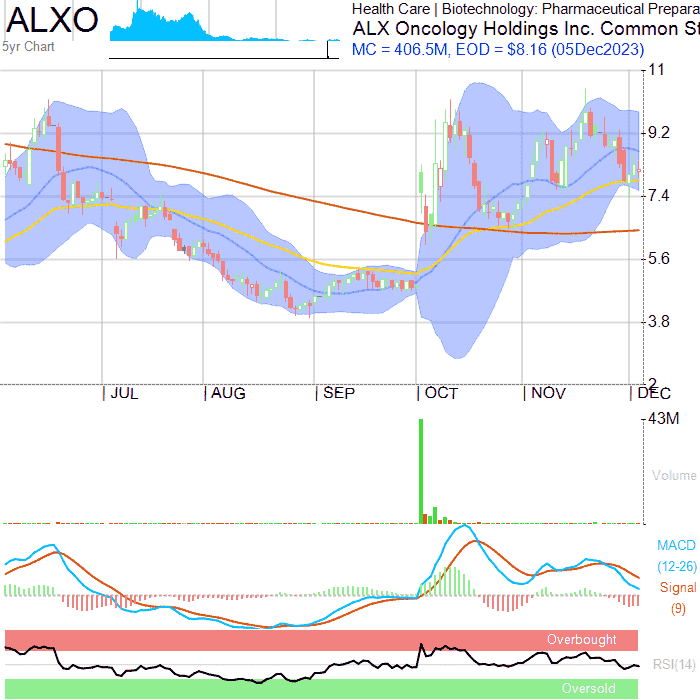 ALXO
5yr Chart
Health Care | Biotechnology: Pharmaceutical Prepara
ALX Oncology Holdings Inc. Common St
MC = 406.5M, EOD = $8.16 (05Dec2023)
11
9.2
7.4
5.6
3.8
2
JUL AUG SEP OCT NOV DEC
43M
Volume
MACD
(12-26)
Signal
(9)
Overbought
RSI(14)
Oversold